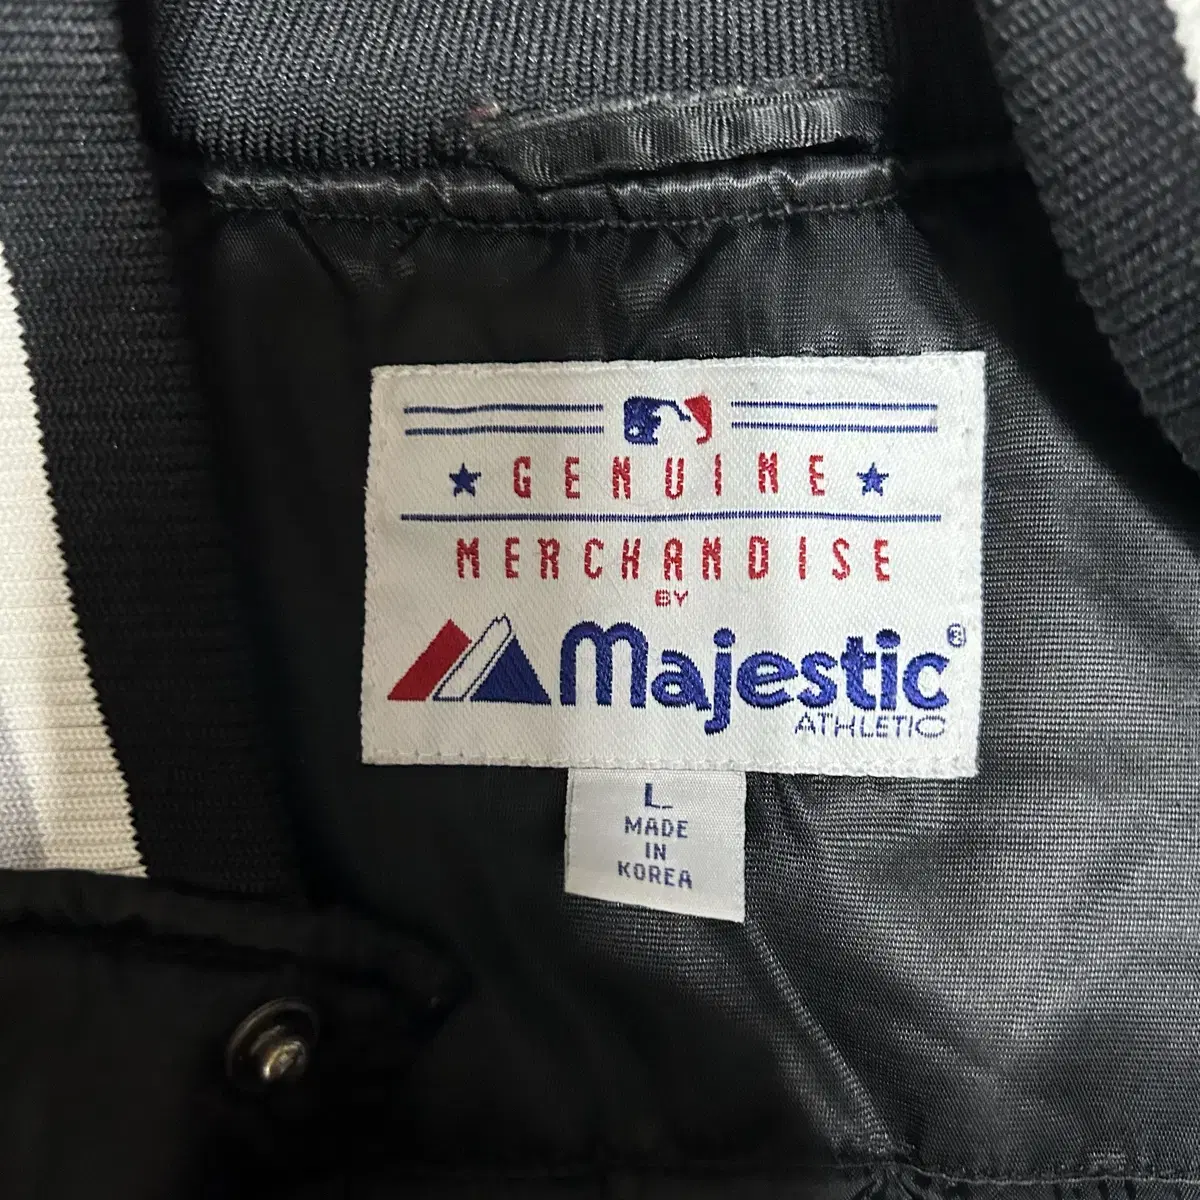 GENUINE
MERCHANDISE
BY
Majestic®
ATHLETIC
L
MADE
IN
KOREA